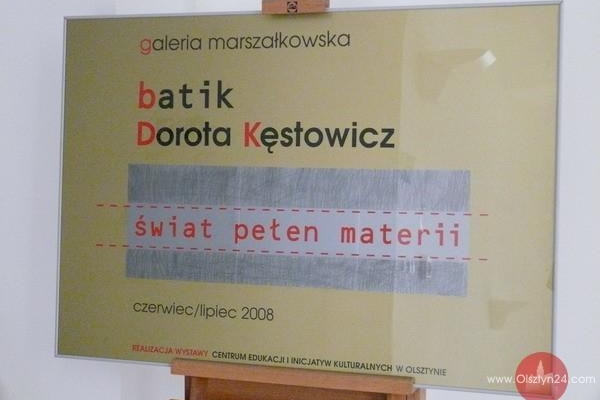 galeria marszałkowska
batik
Dorota Kęstowicz
świat pełen materii
czerwiec/lipiec 2008
REALIZACJA WYSTAWY CENTRUM EDUKACJI I INICJATYW KULTURALNYCH W OLSZTYNIE
www.Olsztyn24.com